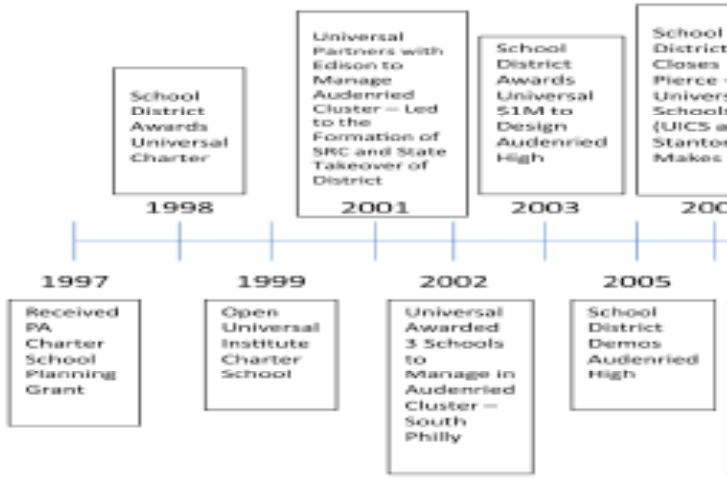 School
District
Awards
Universal
Charter
1998
Universal
Partners with
Edison to
Manage
Audenried
Cluster – Led
to the
Formation of
SRC and State
Takeover of
District
2001
School
District
Awards
Universal
$1M to
Design
Audenried
High
2003
School
District
Closes
Pierce -
Univers
Schools
(UICS a
Stanton
Makes
200
1997
Received
PA
Charter
School
Planning
Grant
1999
Open
Universal
Institute
Charter
School
2002
Universal
Awarded
3 Schools
to
Manage in
Audenried
Cluster –
South
Philly
2005
School
District
Demos
Audenried
High